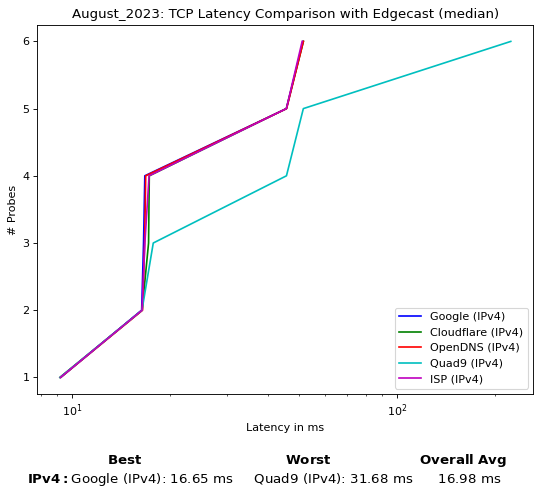 August_2023: TCP Latency Comparison with Edgecast (median)
6
5
4
3
2
1
# Probes
10¹
10²
Latency in ms
Google (IPv4)
Cloudflare (IPv4)
OpenDNS (IPv4)
Quad9 (IPv4)
ISP (IPv4)
Best Worst Overall Avg
IPv4: Google (IPv4): 16.65 ms Quad9 (IPv4): 31.68 ms 16.98 ms